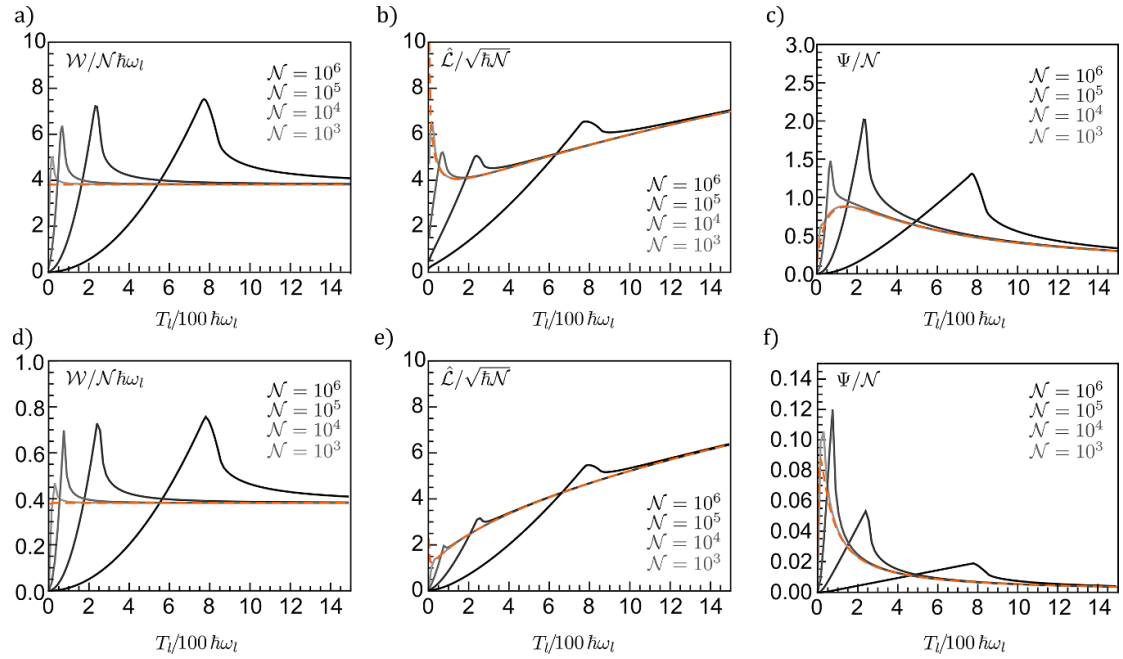 a)
𝒲/𝒩ℏω_l
𝒩 = 10^6
𝒩 = 10^5
𝒩 = 10^4
𝒩 = 10^3
10
8
6
4
2
0
0 2 4 6 8 10 12 14
T_l/100 ℏω_l
b)
ℒ̂/√ℏ𝒩
𝒩 = 10^6
𝒩 = 10^5
𝒩 = 10^4
𝒩 = 10^3
10
8
6
4
2
0
0 2 4 6 8 10 12 14
T_l/100 ℏω_l
c)
Ψ/𝒩
𝒩 = 10^6
𝒩 = 10^5
𝒩 = 10^4
𝒩 = 10^3
3.0
2.5
2.0
1.5
1.0
0.5
0.0
0 2 4 6 8 10 12 14
T_l/100 ℏω_l
d)
𝒲/𝒩ℏω_l
𝒩 = 10^6
𝒩 = 10^5
𝒩 = 10^4
𝒩 = 10^3
1.0
0.8
0.6
0.4
0.2
0.0
0 2 4 6 8 10 12 14
T_l/100 ℏω_l
e)
ℒ̂/√ℏ𝒩
𝒩 = 10^6
𝒩 = 10^5
𝒩 = 10^4
𝒩 = 10^3
10
8
6
4
2
0
0 2 4 6 8 10 12 14
T_l/100 ℏω_l
f)
Ψ/𝒩
𝒩 = 10^6
𝒩 = 10^5
𝒩 = 10^4
𝒩 = 10^3
0.14
0.12
0.10
0.08
0.06
0.04
0.02
0.00
0 2 4 6 8 10 12 14
T_l/100 ℏω_l